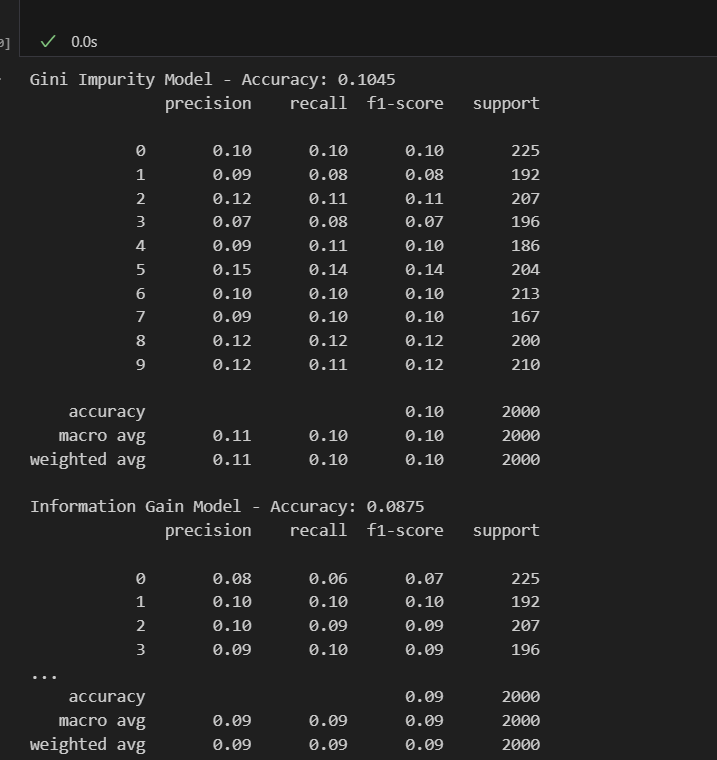 0]
✓ 0.0s
Gini Impurity Model - Accuracy: 0.1045
precision recall f1-score support
0 0.10 0.10 0.10 225
1 0.09 0.08 0.08 192
2 0.12 0.11 0.11 207
3 0.07 0.08 0.07 196
4 0.09 0.11 0.10 186
5 0.15 0.14 0.14 204
6 0.10 0.10 0.10 213
7 0.09 0.10 0.10 167
8 0.12 0.12 0.12 200
9 0.12 0.11 0.12 210
accuracy 0.10 2000
macro avg 0.11 0.10 0.10 2000
weighted avg 0.11 0.10 0.10 2000
Information Gain Model - Accuracy: 0.0875
precision recall f1-score support
0 0.08 0.06 0.07 225
1 0.10 0.10 0.10 192
2 0.10 0.09 0.09 207
3 0.09 0.10 0.09 196
...
accuracy 0.09 2000
macro avg 0.09 0.09 0.09 2000
weighted avg 0.09 0.09 0.09 2000